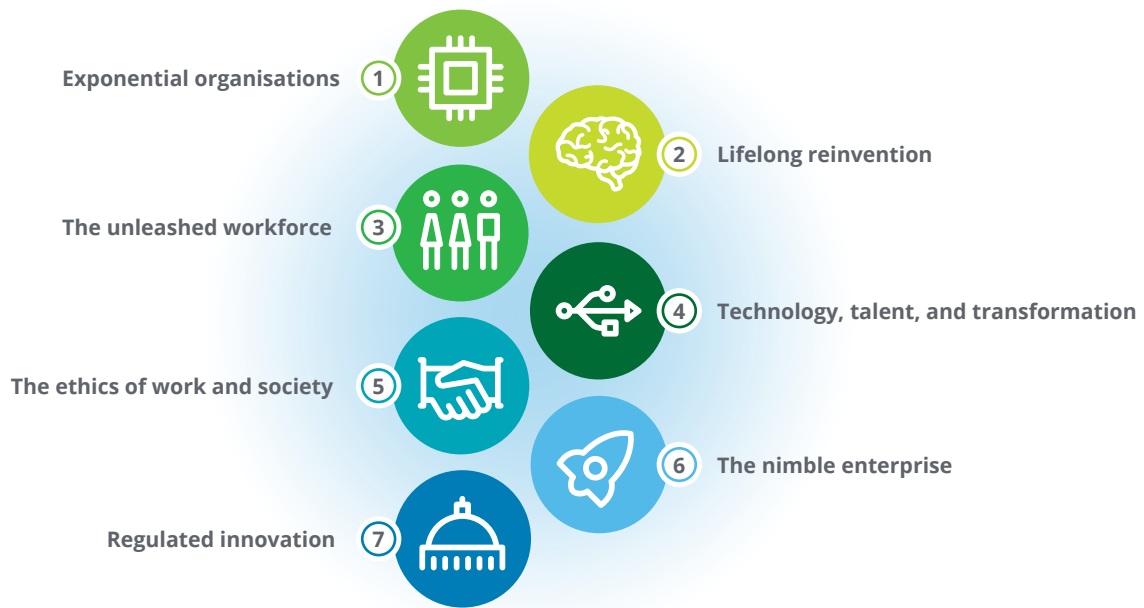 1 Exponential organisations
2 Lifelong reinvention
3 The unleashed workforce
4 Technology, talent, and transformation
5 The ethics of work and society
6 The nimble enterprise
7 Regulated innovation